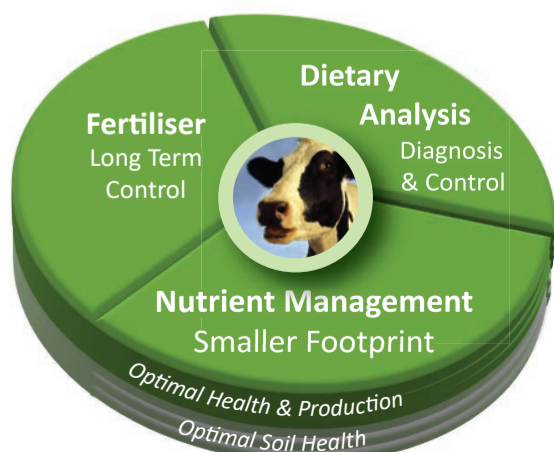 Fertiliser
Long Term
Control
Dietary
Analysis
Diagnosis
& Control
Nutrient Management
Smaller Footprint
Optimal Health & Production
Optimal Soil Health